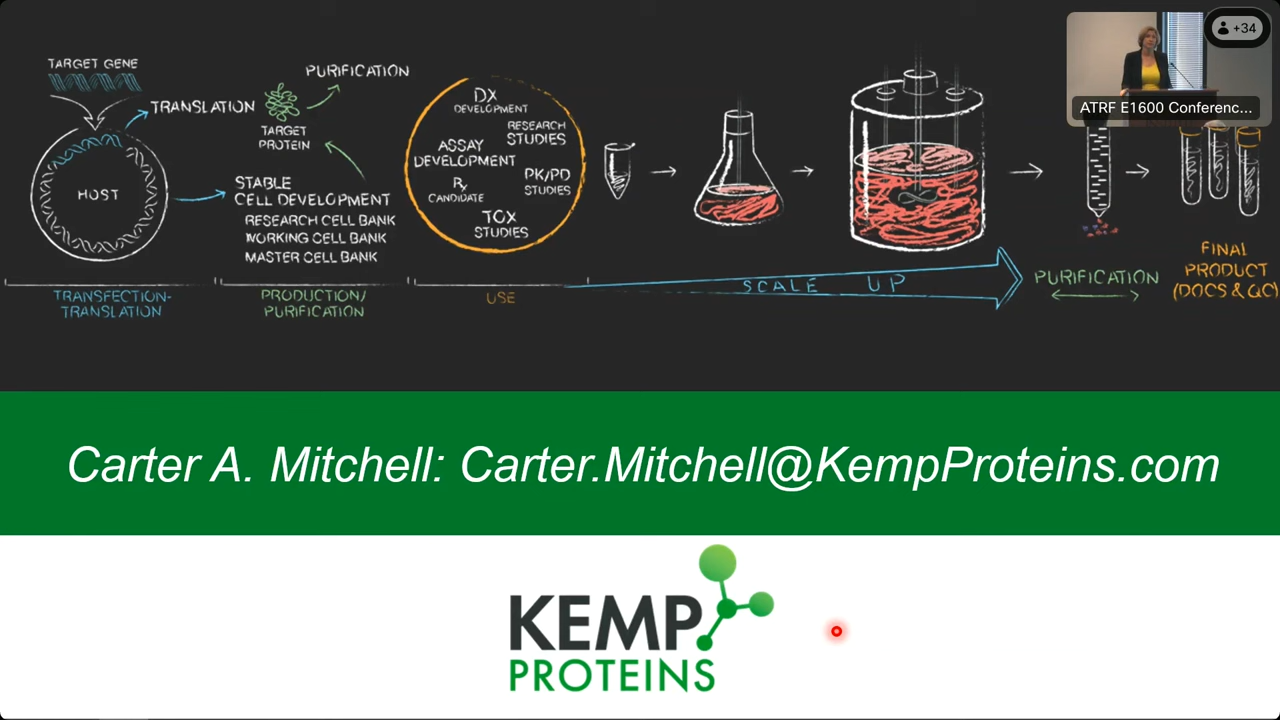 +34
ATRF E1600 Conferenc...
TARGET GENE
TRANSLATION
HOST
PURIFICATION
TARGET
PROTEIN
STABLE
CELL DEVELOPMENT
RESEARCH CELL BANK
WORKING CELL BANK
MASTER CELL BANK
DX
DEVELOPMENT
RESEARCH
STUDIES
ASSAY
DEVELOPMENT
RX
CANDIDATE
PK/PD
STUDIES
TOX
STUDIES
TRANSFECTION-
TRANSLATION
PRODUCTION/
PURIFICATION
USE
SCALE UP
PURIFICATION
FINAL
PRODUCT
(DOCS & QC)
Carter A. Mitchell: Carter.Mitchell@KempProteins.com
KEMP
PROTEINS